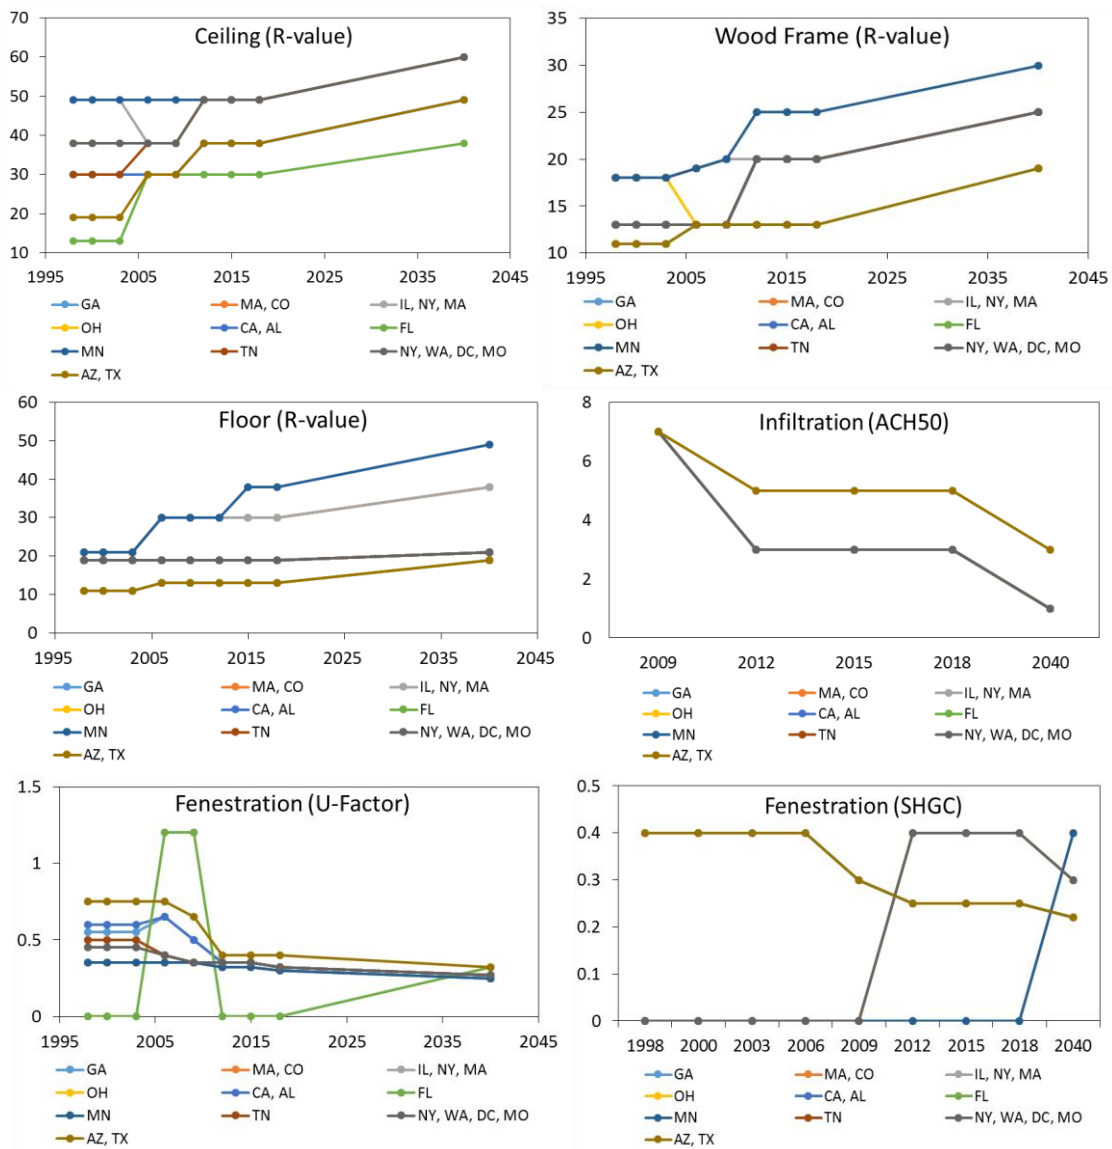 Ceiling (R-value)
70
60
50
40
30
20
10
1995 2005 2015 2025 2035 2045
GA MA, CO IL, NY, MA
OH CA, AL FL
MN TN NY, WA, DC, MO
AZ, TX
Wood Frame (R-value)
35
30
25
20
15
10
1995 2005 2015 2025 2035 2045
GA MA, CO IL, NY, MA
OH CA, AL FL
MN TN NY, WA, DC, MO
AZ, TX
Floor (R-value)
60
50
40
30
20
10
0
1995 2005 2015 2025 2035 2045
GA MA, CO IL, NY, MA
OH CA, AL FL
MN TN NY, WA, DC, MO
AZ, TX
Infiltration (ACH50)
8
6
4
2
0
2009 2012 2015 2018 2040
GA MA, CO IL, NY, MA
OH CA, AL FL
MN TN NY, WA, DC, MO
AZ, TX
Fenestration (U-Factor)
1.5
1
0.5
0
1995 2005 2015 2025 2035 2045
GA MA, CO IL, NY, MA
OH CA, AL FL
MN TN NY, WA, DC, MO
AZ, TX
Fenestration (SHGC)
0.5
0.4
0.3
0.2
0.1
0
1998 2000 2003 2006 2009 2012 2015 2018 2040
GA MA, CO IL, NY, MA
OH CA, AL FL
MN TN NY, WA, DC, MO
AZ, TX